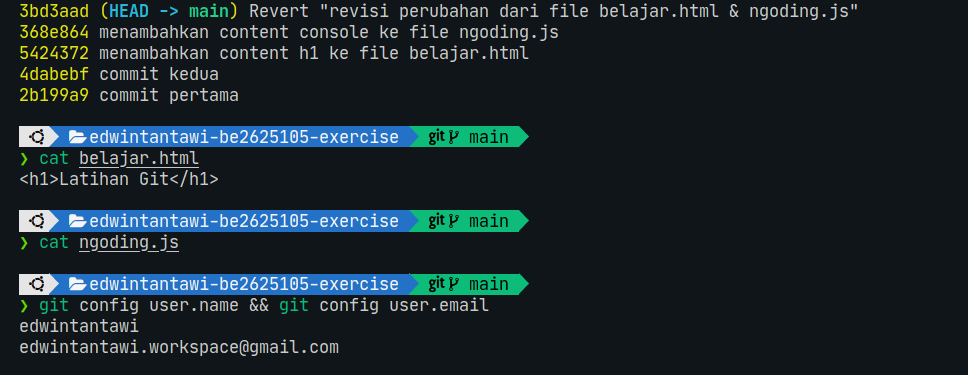 3bd3aad (HEAD -> main) Revert "revisi perubahan dari file belajar.html & ngoding.js"
368e864 menambahkan content console ke file ngoding.js
5424372 menambahkan content h1 ke file belajar.html
4dabebf commit kedua
2b199a9 commit pertama
edwintantawi-be2625105-exercise git main
❯ cat belajar.html
<h1>Latihan Git</h1>
edwintantawi-be2625105-exercise git main
❯ cat ngoding.js
edwintantawi-be2625105-exercise git main
❯ git config user.name && git config user.email
edwintantawi
edwintantawi.workspace@gmail.com